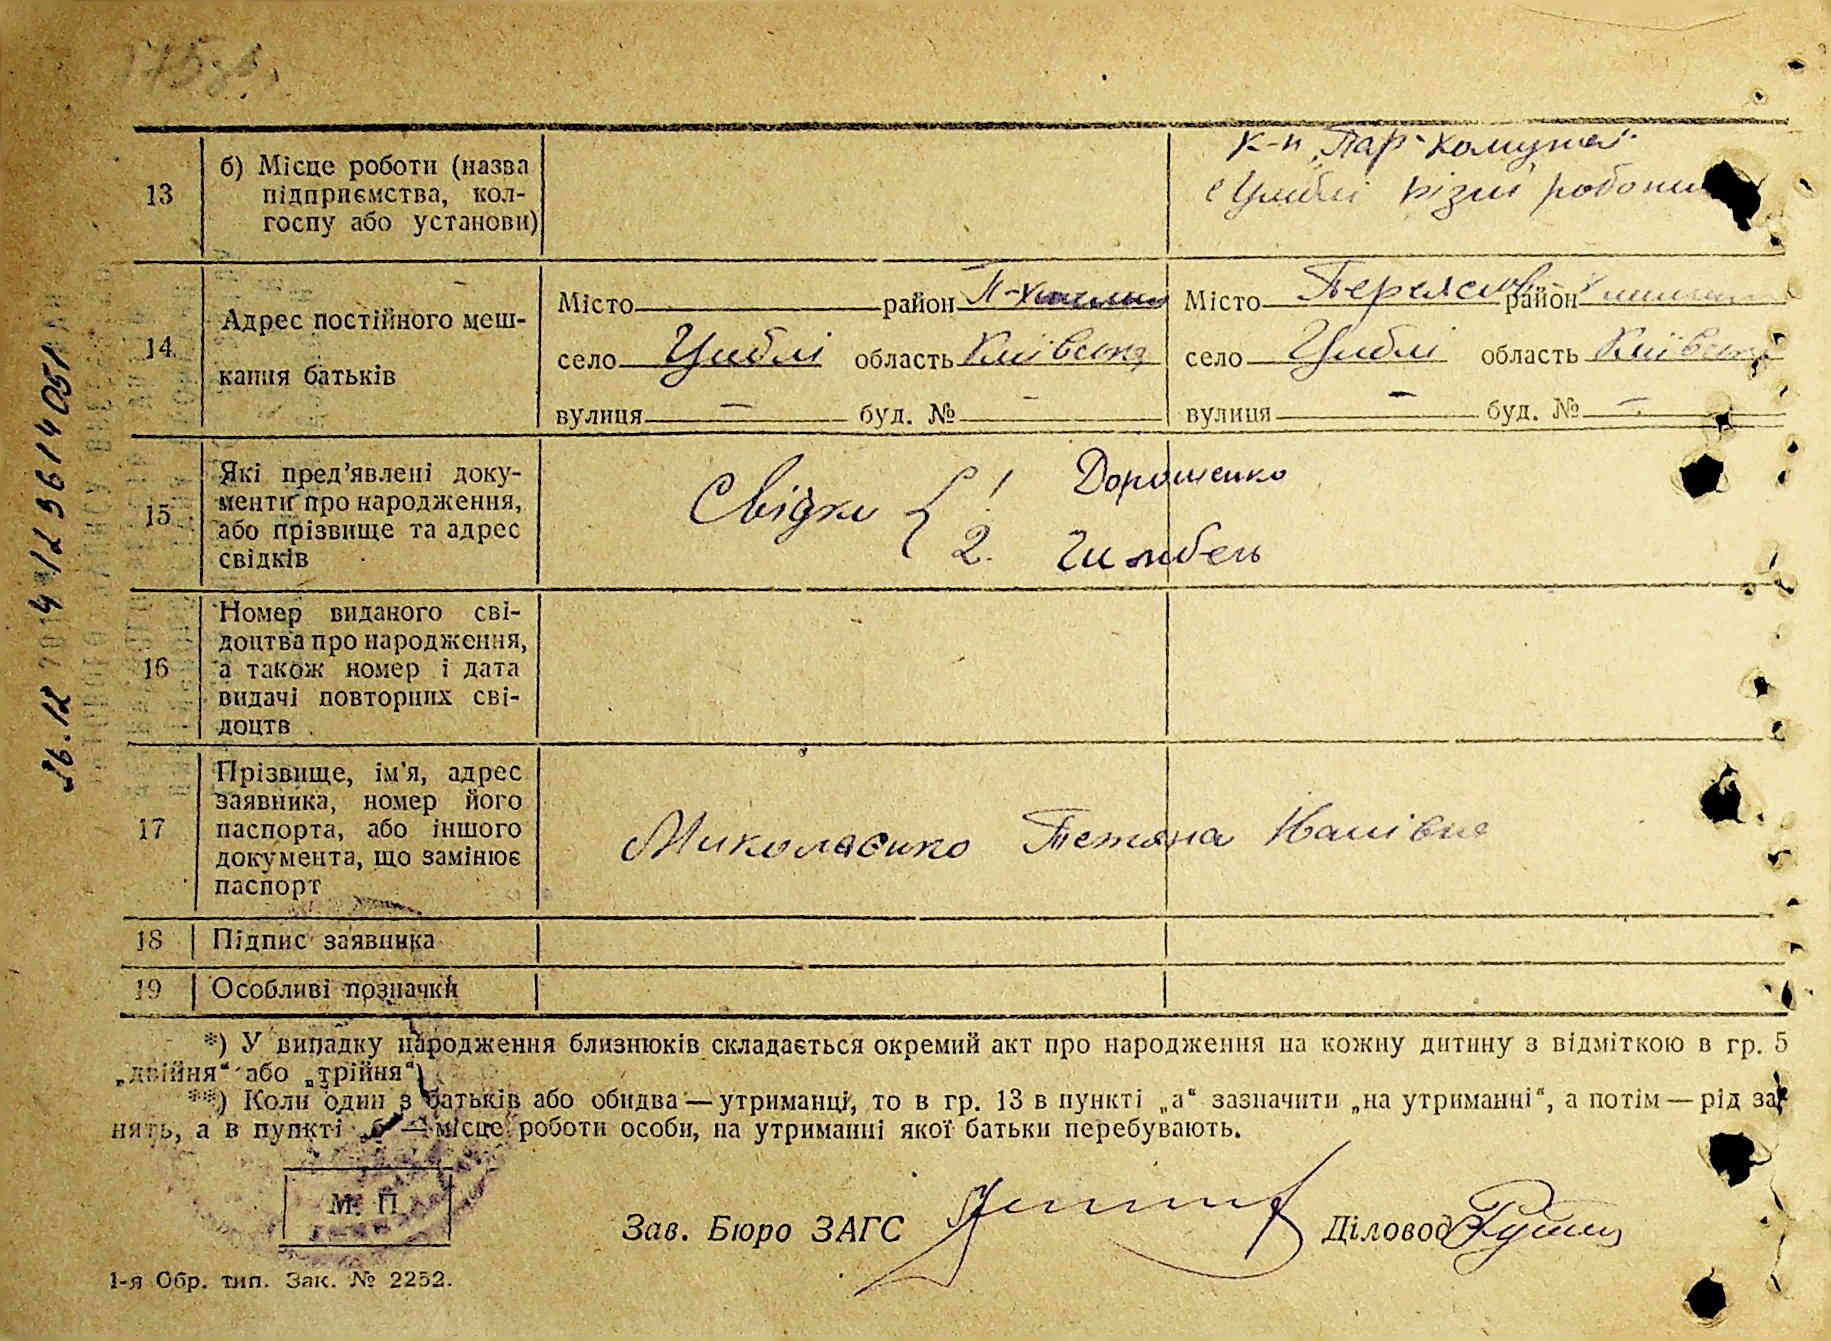 13
б) Місце роботи (назва
підприємства, кол-
госпу або установи)
к-п „Пар-комуна“
с Циблі різні роботи
14
Адрес постійного меш-
кання батьків
Місто район П-Хмельн
село Циблі область Київська
вулиця — буд. № -
Місто Переяслов район Хмельн
село Циблі область Київська
вулиця — буд. № -
15
Які пред’явлені доку-
менти про народження,
або прізвище та адрес
свідків
Свідки { 1 Дорошенко
2.
16
Номер виданого сві-
доцтва про народження,
а також номер і дата
видачі повторних сві-
доцтв
17
Прізвище, ім’я, адрес
заявника, номер його
паспорта, або іншого
документа, що замінює
паспорт
Миколаєнко Тетяна
18 Підпис заявника
19 Особливі позначки
*) У випадку народження близнюків складається окремий акт про народження на кожну дитину з відміткою в гр. 5
„двійня“ або „трійня“
**) Коли один з батьків або обидва — утриманці, то в гр. 13 в пункті „а“ зазначити „на утриманні“, а потім — рід за-
нять, а в пункті „б“ — місце роботи особи, на утриманні якої батьки перебувають.
М. П.
Зав. Бюро ЗАГС
Діловод
1-я Обр. тип. Зак. № 2252.